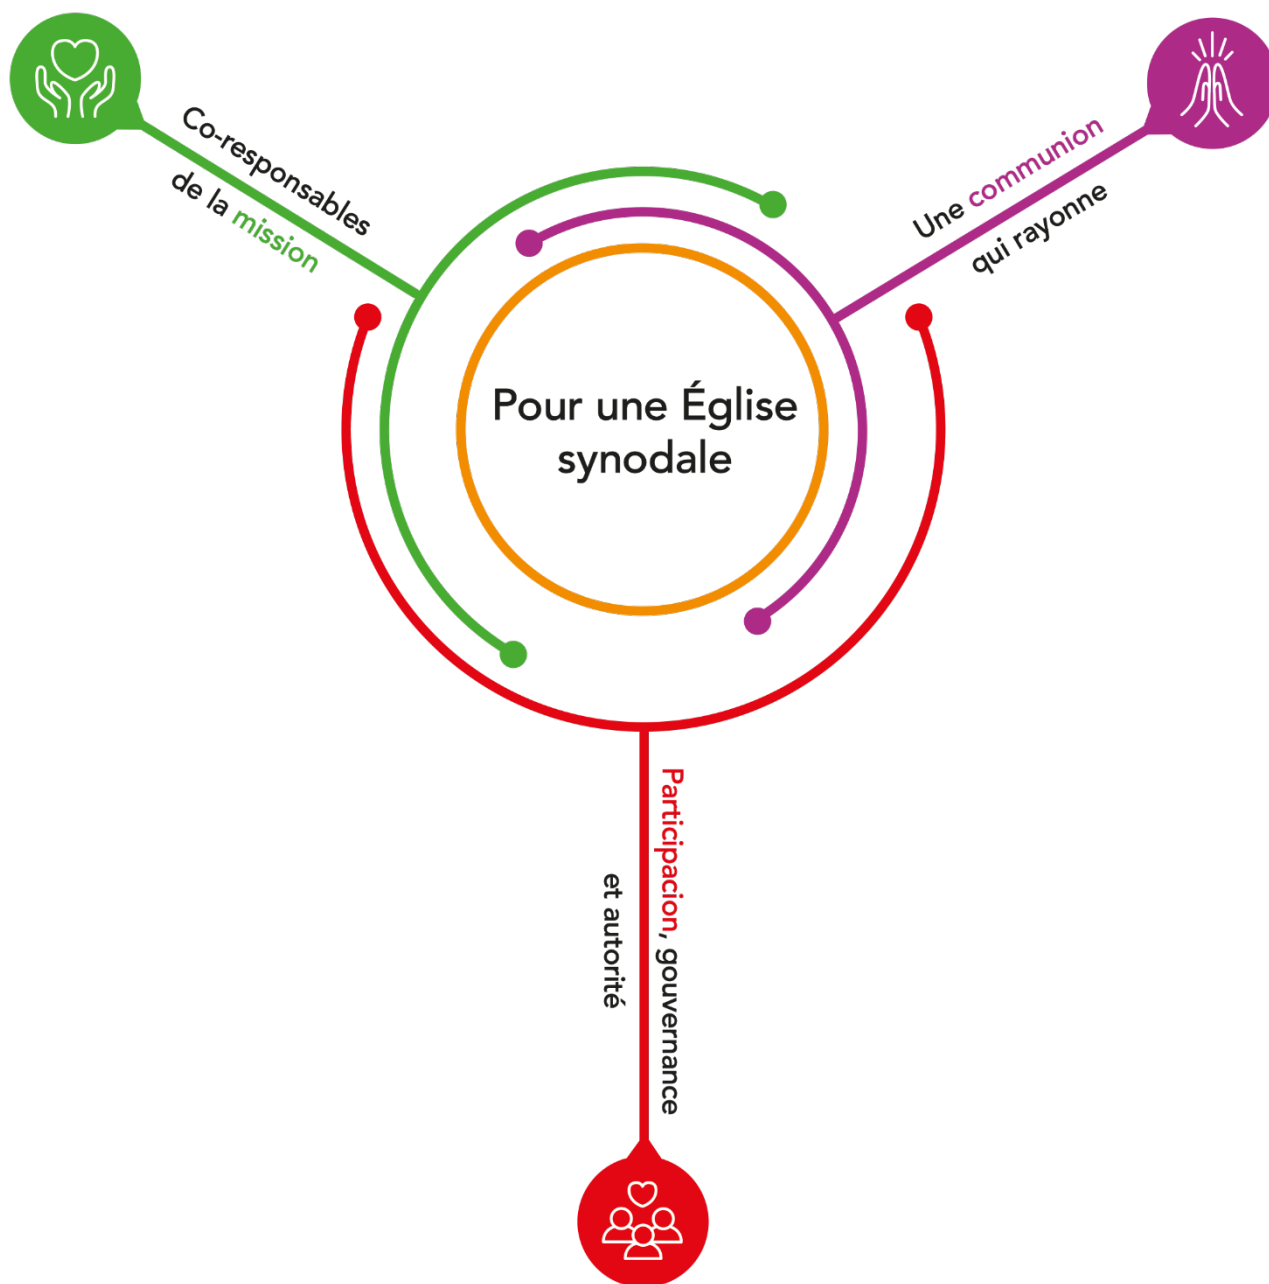 Co-responsables
de la mission
Une communion
qui rayonne
Pour une Église
synodale
Participacion, gouvernance
et autorité